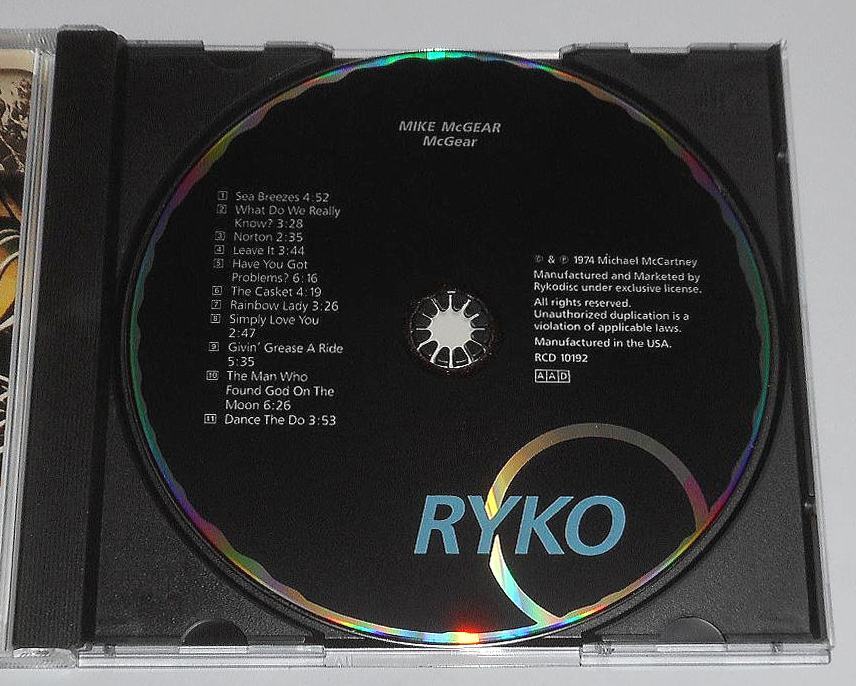 MIKE McGEAR
McGear
1 Sea Breezes 4:52
2 What Do We Really
Know? 3:28
3 Norton 2:35
4 Leave It 3:44
5 Have You Got
Problems? 6:16
6 The Casket 4:19
7 Rainbow Lady 3:26
8 Simply Love You
2:47
9 Givin' Grease A Ride
5:35
10 The Man Who
Found God On The
Moon 6:26
11 Dance The Do 3:53
© & ℗ 1974 Michael McCartney
Manufactured and Marketed by
Rykodisc under exclusive license.
All rights reserved.
Unauthorized duplication is a
violation of applicable laws.
Manufactured in the USA.
RCD 10192
AAD
RYKO